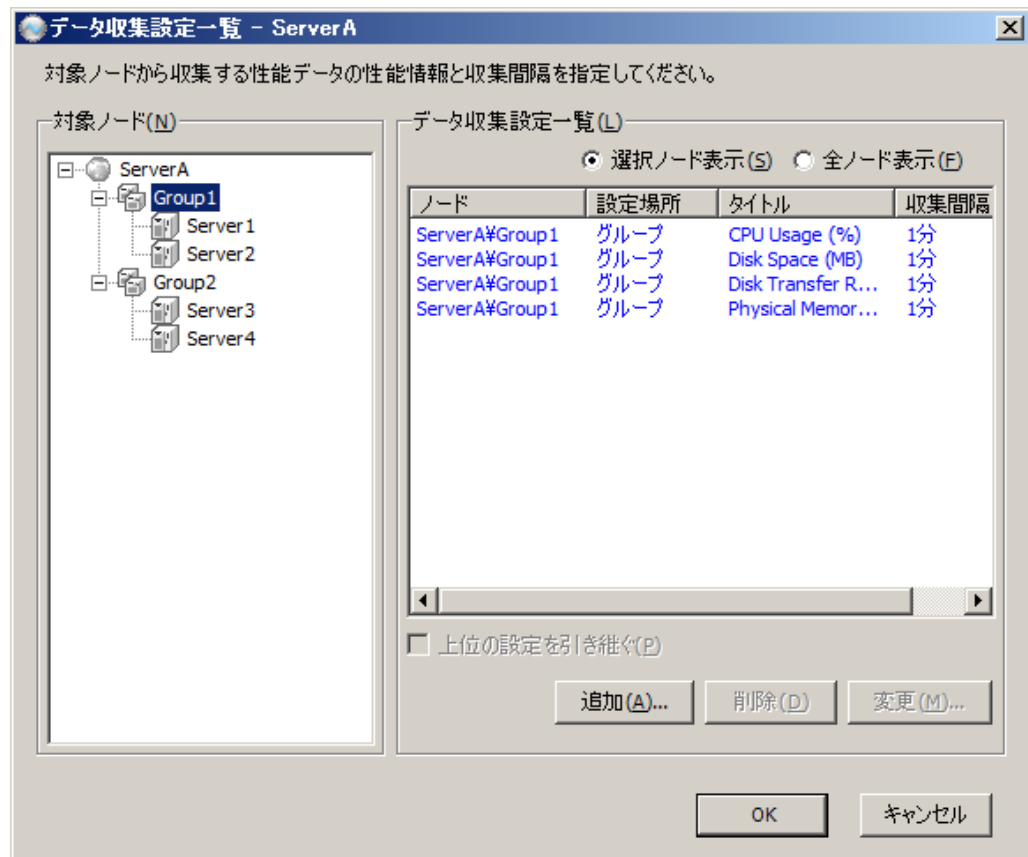 データ収集設定一覧 - ServerA
対象ノードから収集する性能データの性能情報と収集間隔を指定してください。
対象ノード(N)
ServerA
Group1
Server1
Server2
Group2
Server3
Server4
データ収集設定一覧(L)
選択ノード表示(S) 全ノード表示(F)
ノード 設定場所 タイトル 収集間隔
ServerA¥Group1 グループ CPU Usage (%) 1分
ServerA¥Group1 グループ Disk Space (MB) 1分
ServerA¥Group1 グループ Disk Transfer R... 1分
ServerA¥Group1 グループ Physical Memor... 1分
上位の設定を引き継ぐ(P)
追加(A)... 削除(D) 変更(M)...
OK キャンセル